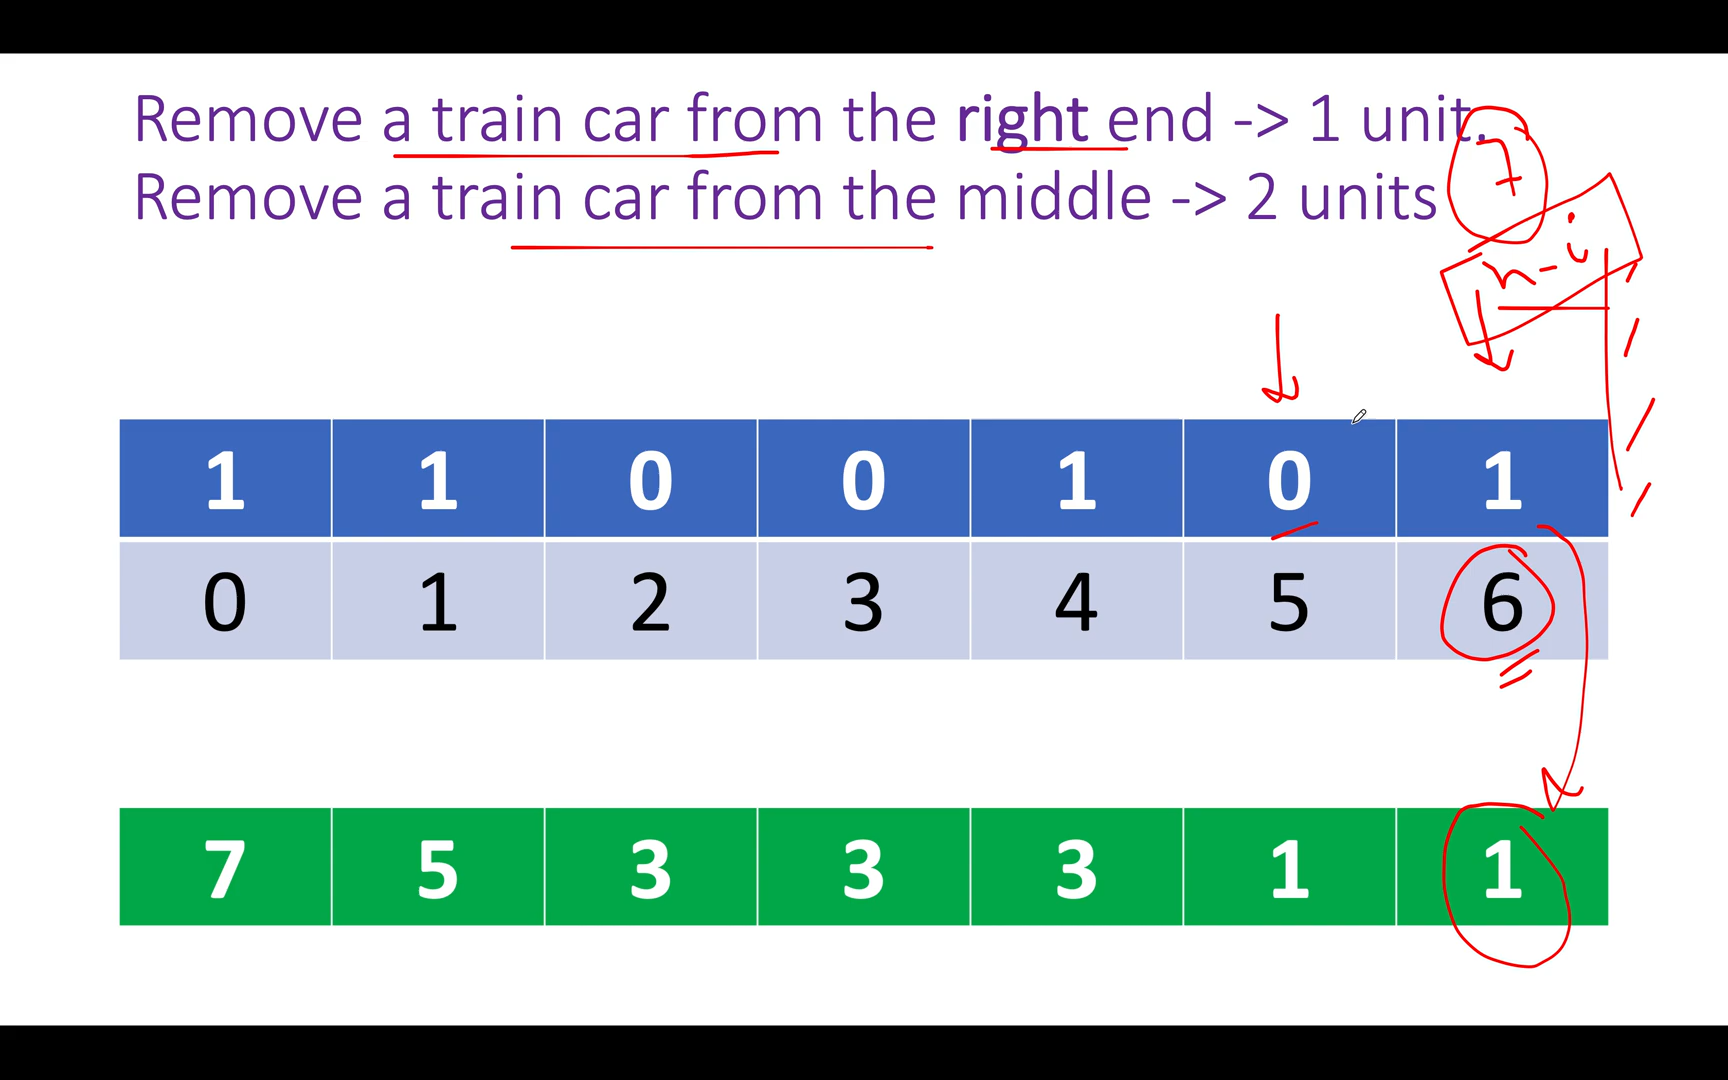 Remove a train car from the right end -> 1 unit.
7
Remove a train car from the middle -> 2 units
n-i
1 1 0 0 1 0 1
0 1 2 3 4 5 6
7 5 3 3 3 1 1